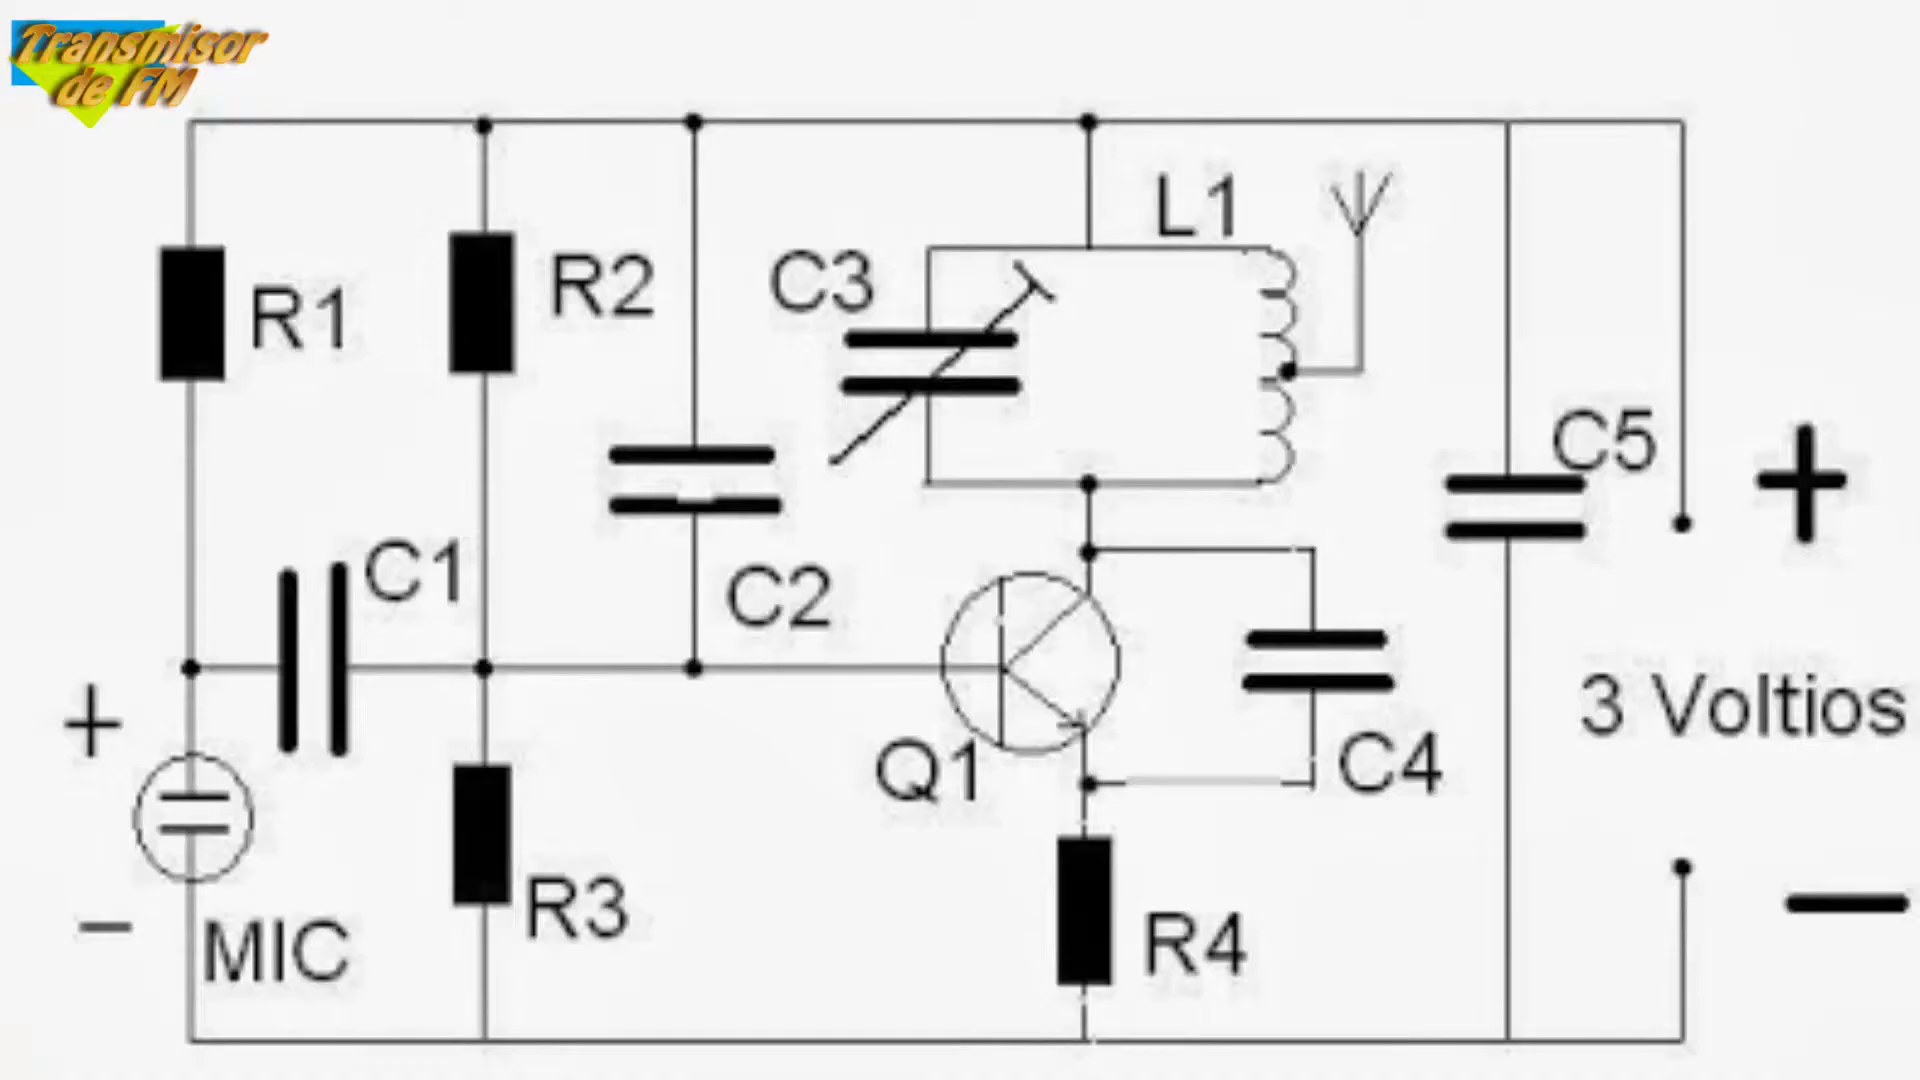 Transmisor
de FM
L1
R1
R2
C3
C5
+
C1
C2
+
3 Voltios
Q1
C4
R3
R4
−
MIC
−